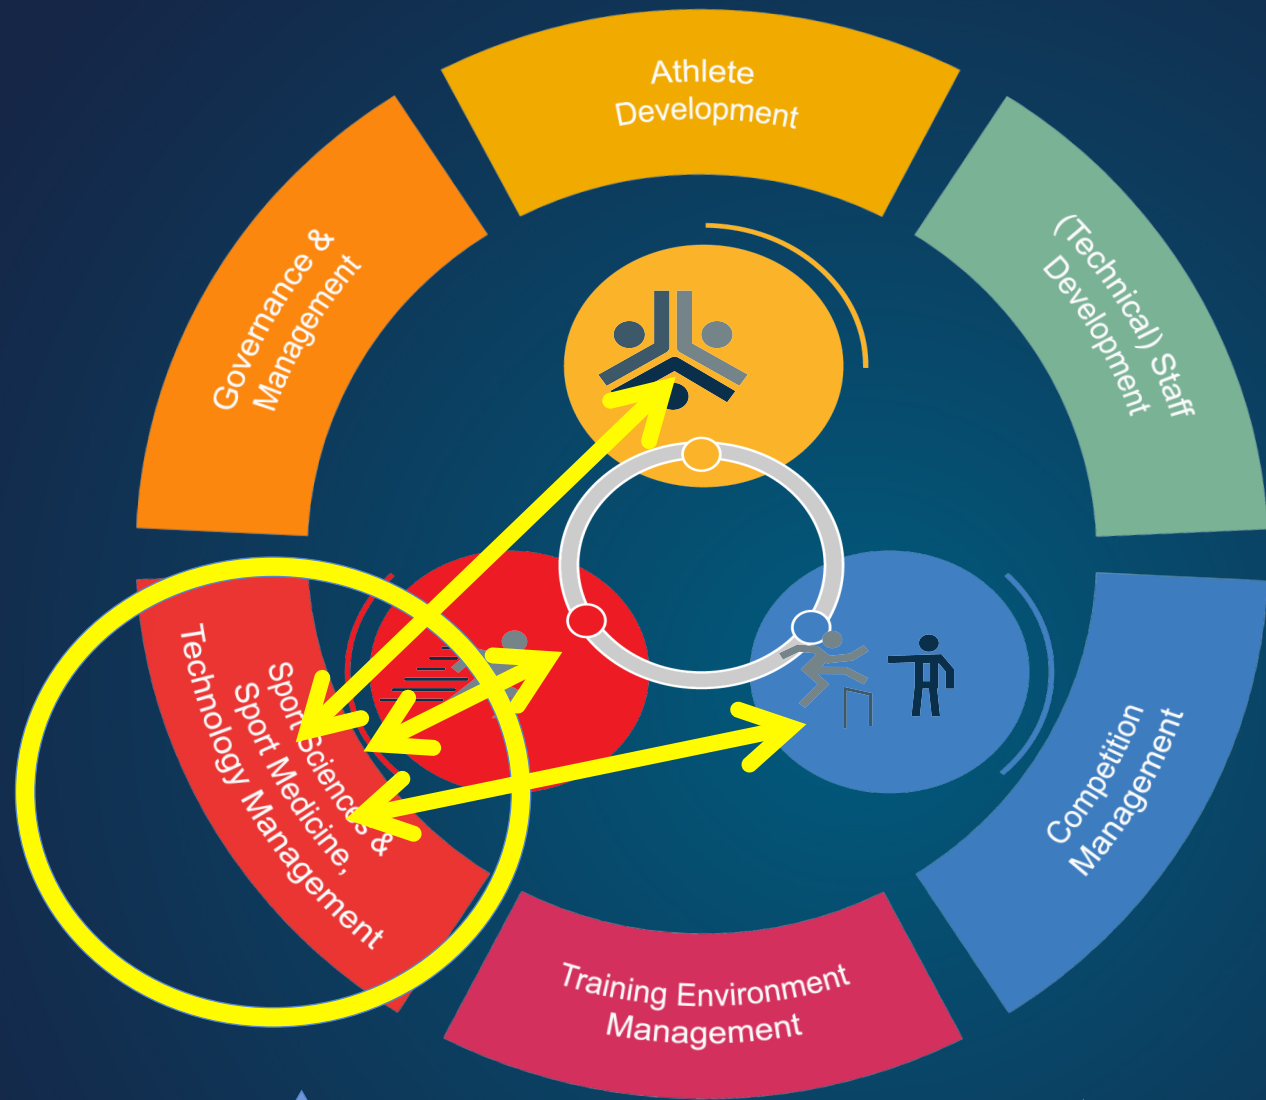 Athlete
Development
(Technical) Staff
Development
Competition
Management
Training Environment
Management
Sport Sciences &
Sport Medicine,
Technology Management
Governance &
Management